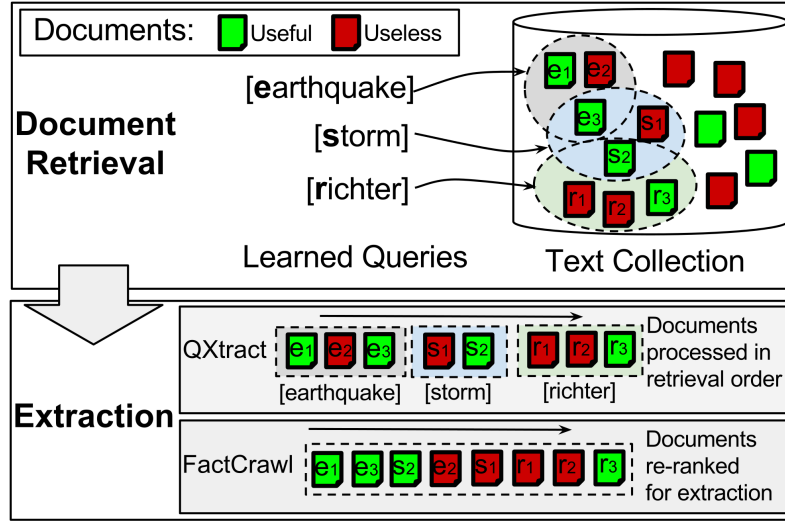 Documents: Useful Useless
[earthquake]
[storm]
[richter]
Document
Retrieval
e1 e2
e3 s1
s2
r1 r2 r3
Learned Queries Text Collection
Extraction
QXtract
e1 e2 e3 s1 s2 r1 r2 r3
[earthquake] [storm] [richter]
Documents
processed in
retrieval order
FactCrawl
e1 e3 s2 e2 s1 r1 r2 r3
Documents
re-ranked
for extraction